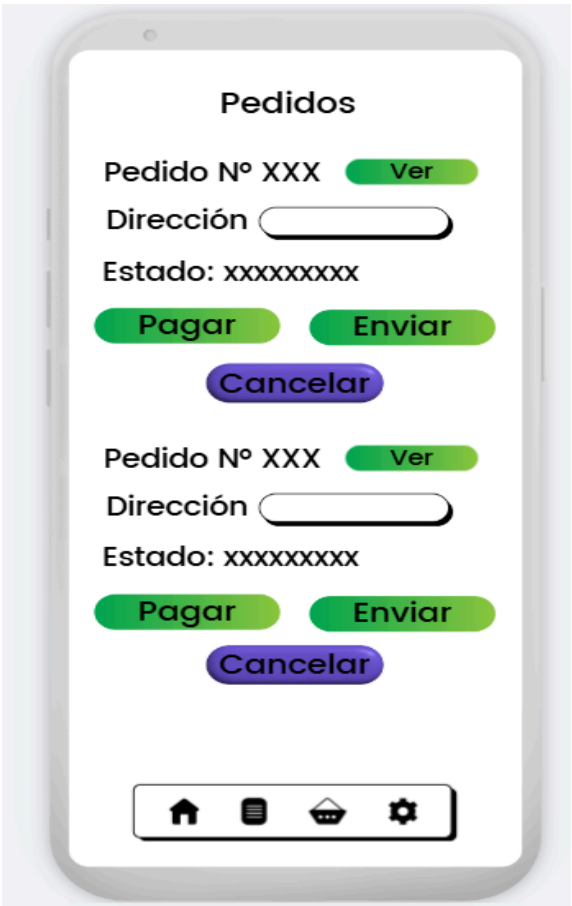 Pedidos
Pedido Nº XXX Ver
Dirección
Estado: xxxxxxxxx
Pagar Enviar
Cancelar
Pedido Nº XXX Ver
Dirección
Estado: xxxxxxxxx
Pagar Enviar
Cancelar